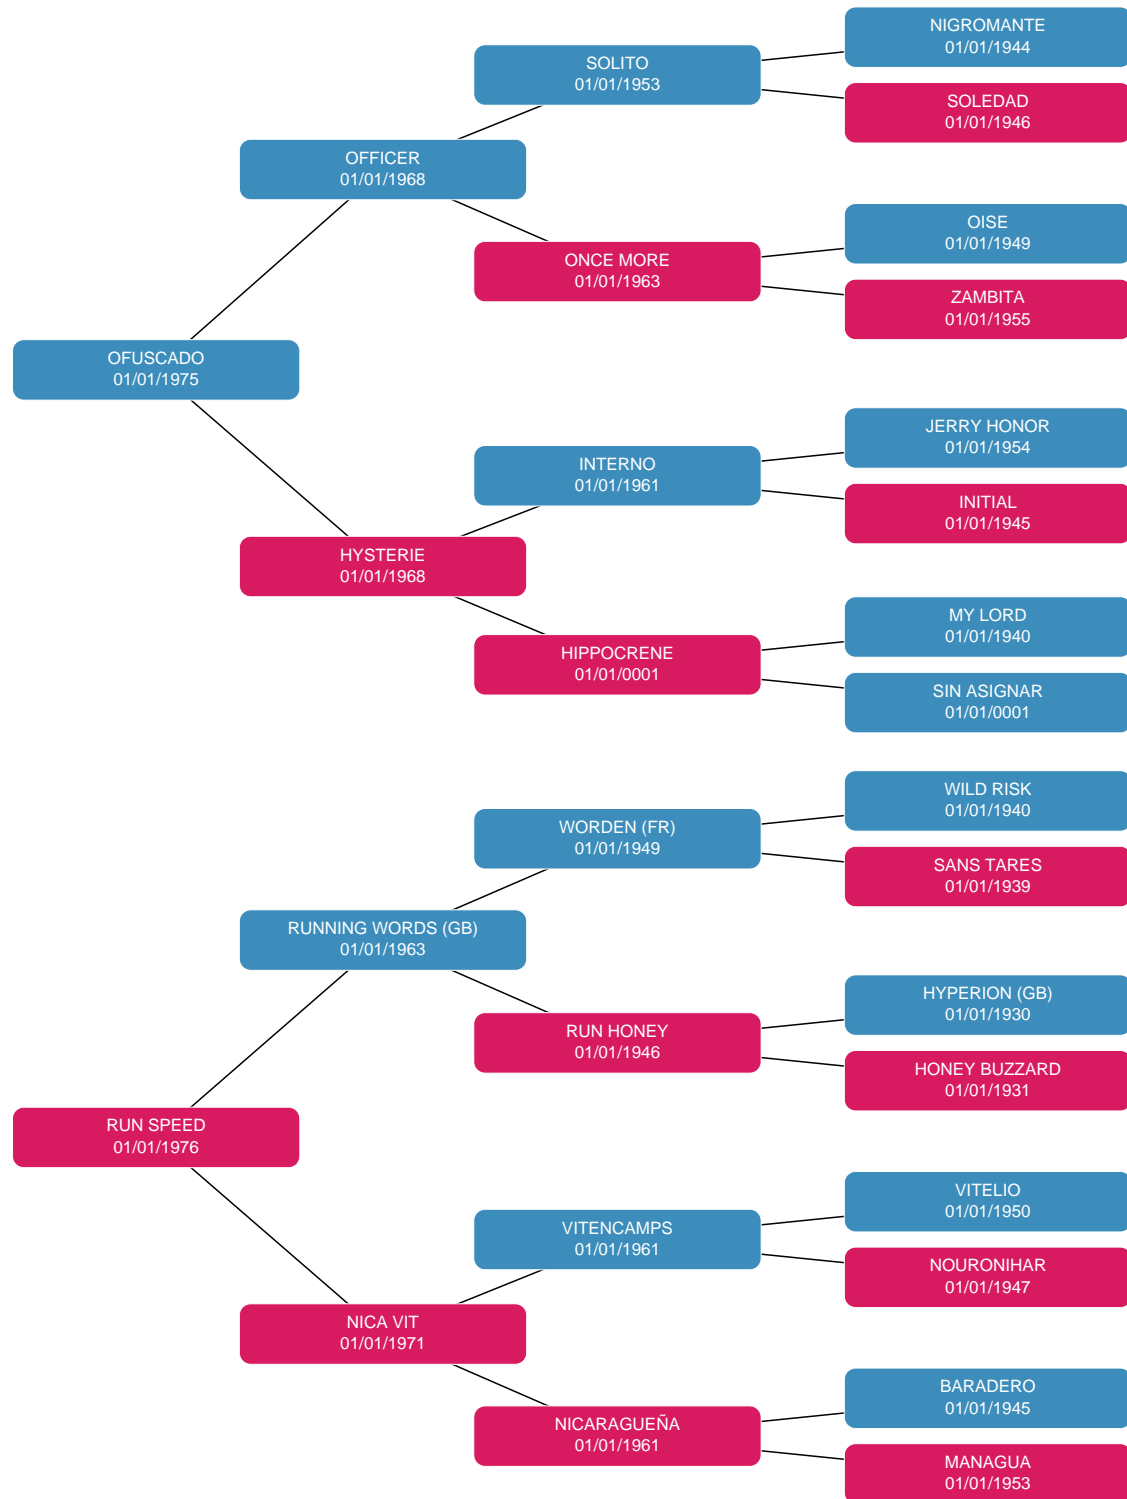 NIGROMANTE
01/01/1944
SOLITO
01/01/1953
SOLEDAD
01/01/1946
OFFICER
01/01/1968
OISE
01/01/1949
ONCE MORE
01/01/1963
ZAMBITA
01/01/1955
OFUSCADO
01/01/1975
JERRY HONOR
01/01/1954
INTERNO
01/01/1961
INITIAL
01/01/1945
HYSTERIE
01/01/1968
MY LORD
01/01/1940
HIPPOCRENE
01/01/0001
SIN ASIGNAR
01/01/0001
WILD RISK
01/01/1940
WORDEN (FR)
01/01/1949
SANS TARES
01/01/1939
RUNNING WORDS (GB)
01/01/1963
HYPERION (GB)
01/01/1930
RUN HONEY
01/01/1946
HONEY BUZZARD
01/01/1931
RUN SPEED
01/01/1976
VITELIO
01/01/1950
VITENCAMPS
01/01/1961
NOURONIHAR
01/01/1947
NICA VIT
01/01/1971
BARADERO
01/01/1945
NICARAGUEÑA
01/01/1961
MANAGUA
01/01/1953